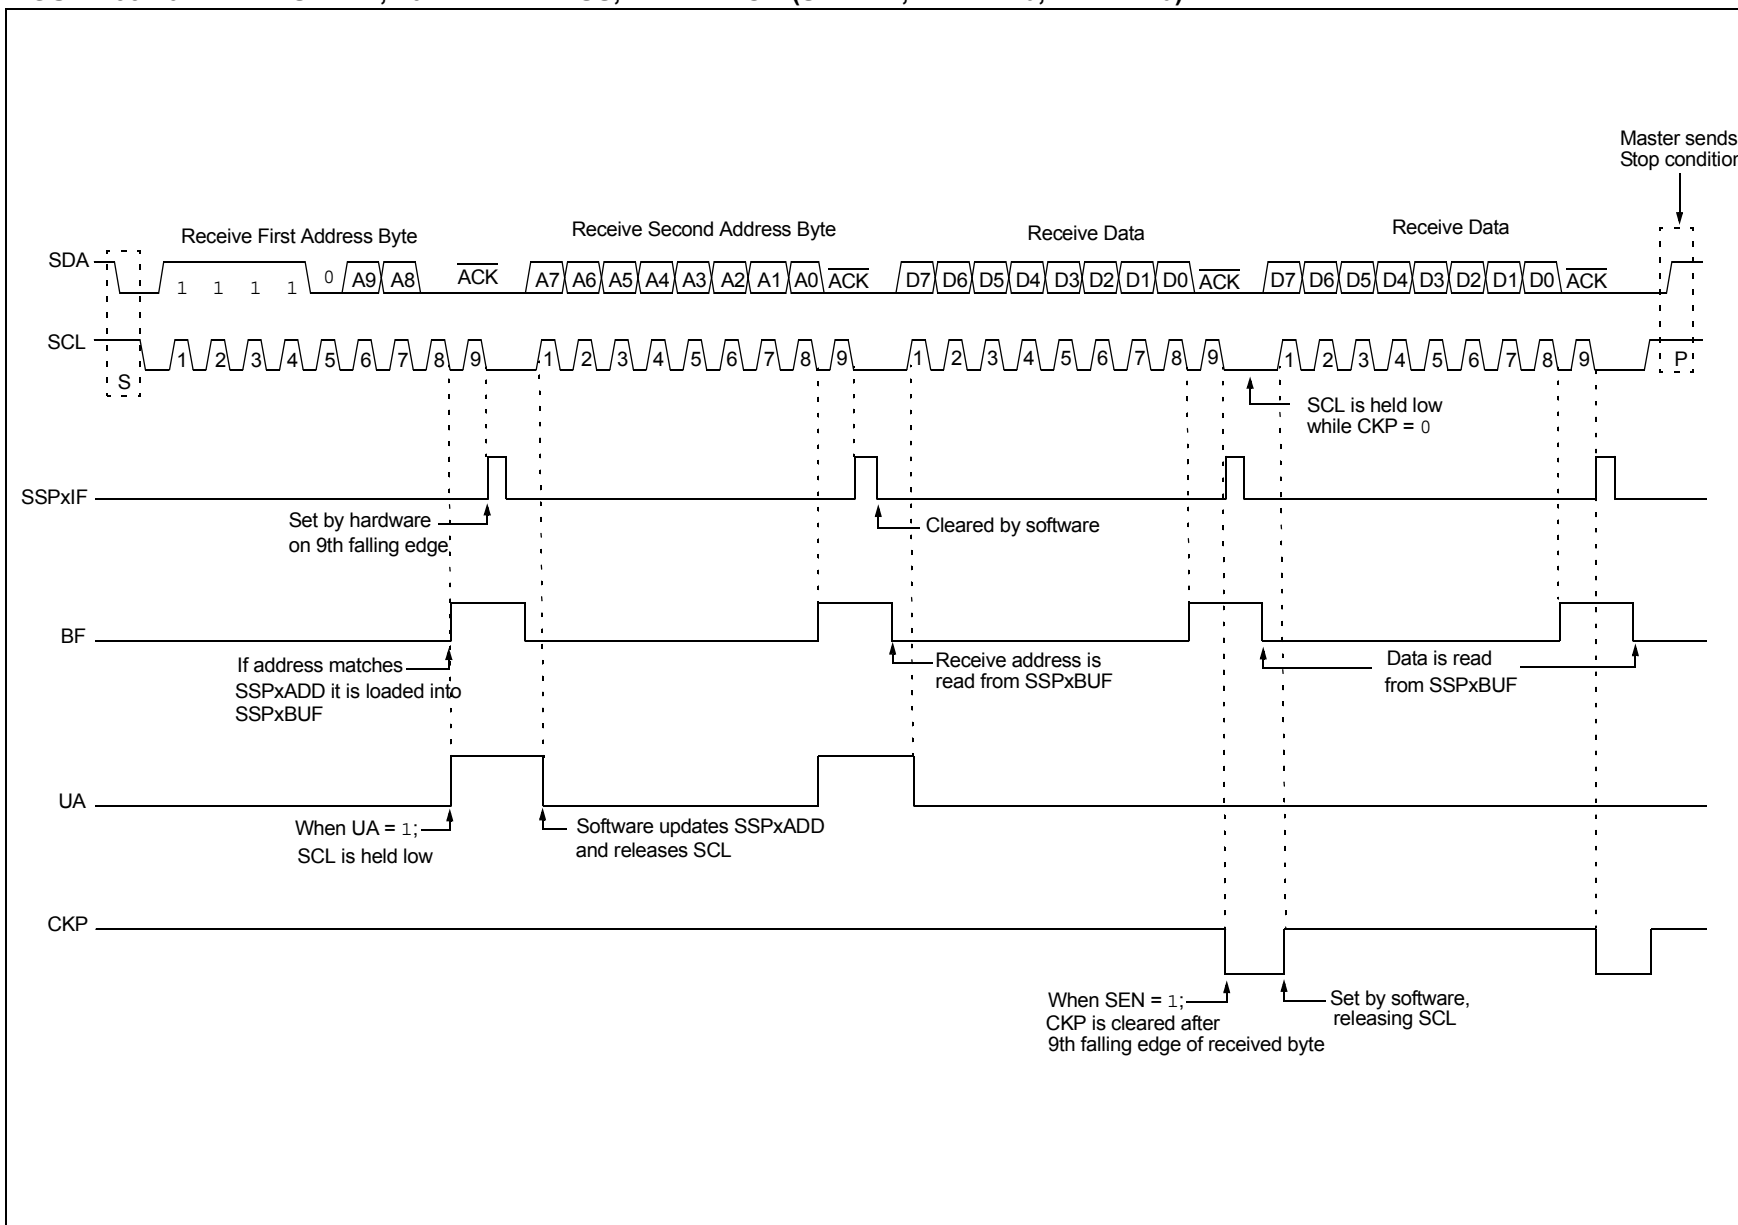 Master sends
Stop condition
Receive First Address Byte
Receive Second Address Byte
Receive Data
Receive Data
SDA
1 1 1 1 0 A9 A8 ACK A7 A6 A5 A4 A3 A2 A1 A0 ACK D7 D6 D5 D4 D3 D2 D1 D0 ACK D7 D6 D5 D4 D3 D2 D1 D0 ACK
SCL
S 1 2 3 4 5 6 7 8 9 1 2 3 4 5 6 7 8 9 1 2 3 4 5 6 7 8 9 1 2 3 4 5 6 7 8 9 P
SCL is held low
while CKP = 0
SSPxIF
Set by hardware
on 9th falling edge
Cleared by software
BF
If address matches
SSPxADD it is loaded into
SSPxBUF
Receive address is
read from SSPxBUF
Data is read
from SSPxBUF
UA
When UA = 1;
SCL is held low
Software updates SSPxADD
and releases SCL
CKP
When SEN = 1;
CKP is cleared after
9th falling edge of received byte
Set by software,
releasing SCL